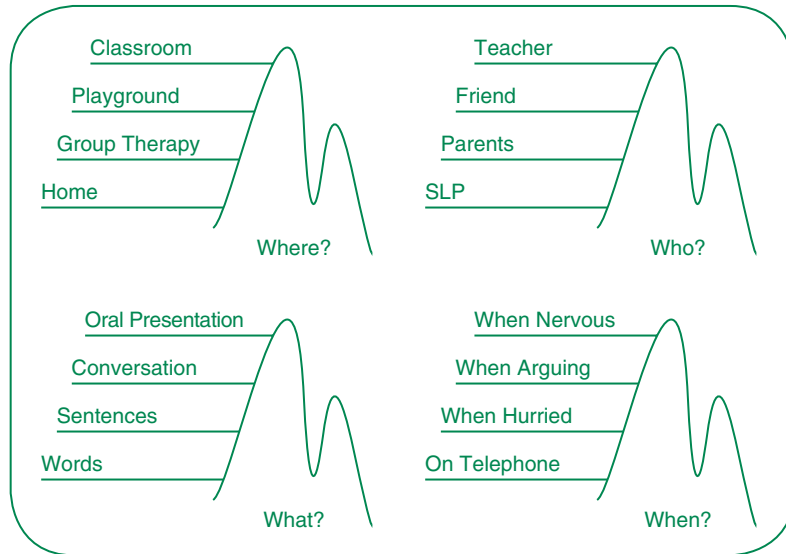 Classroom
Playground
Group Therapy
Home
Where?
Teacher
Friend
Parents
SLP
Who?
Oral Presentation
Conversation
Sentences
Words
What?
When Nervous
When Arguing
When Hurried
On Telephone
When?